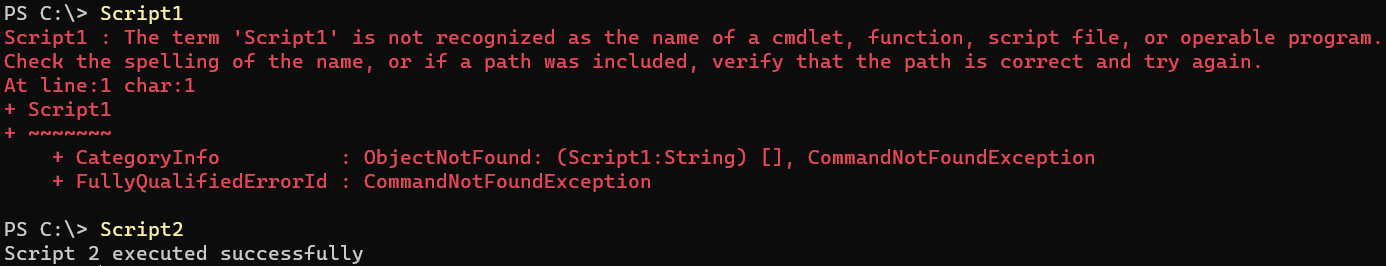 PS C:\> Script1
Script1 : The term 'Script1' is not recognized as the name of a cmdlet, function, script file, or operable program.
Check the spelling of the name, or if a path was included, verify that the path is correct and try again.
At line:1 char:1
+ Script1
+ ~~~~~~~
    + CategoryInfo          : ObjectNotFound: (Script1:String) [], CommandNotFoundException
    + FullyQualifiedErrorId : CommandNotFoundException

PS C:\> Script2
Script 2 executed successfully